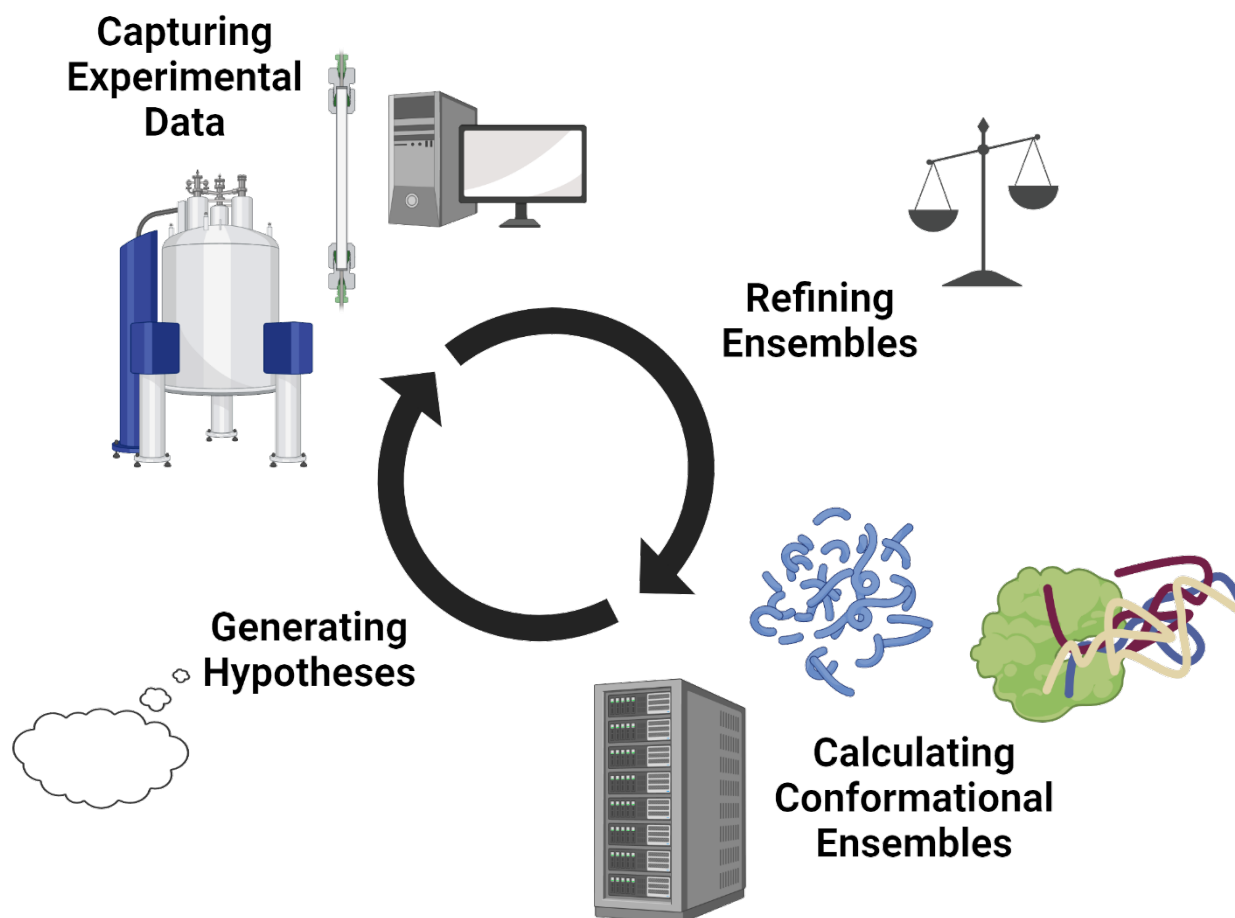 Capturing
Experimental
Data
Refining
Ensembles
Generating
Hypotheses
Calculating
Conformational
Ensembles